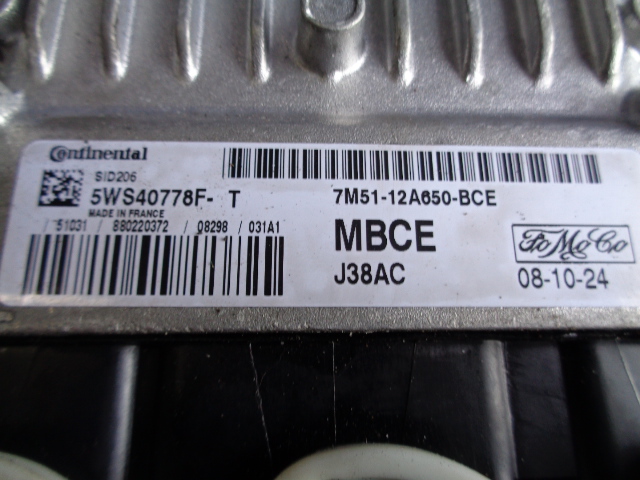 Continental
SID206
5WS40778F- T
MADE IN FRANCE
/ 51031 / 880220372 / 08298 / 031A1
7M51-12A650-BCE
MBCE
FoMoCo
J38AC
08-10-24